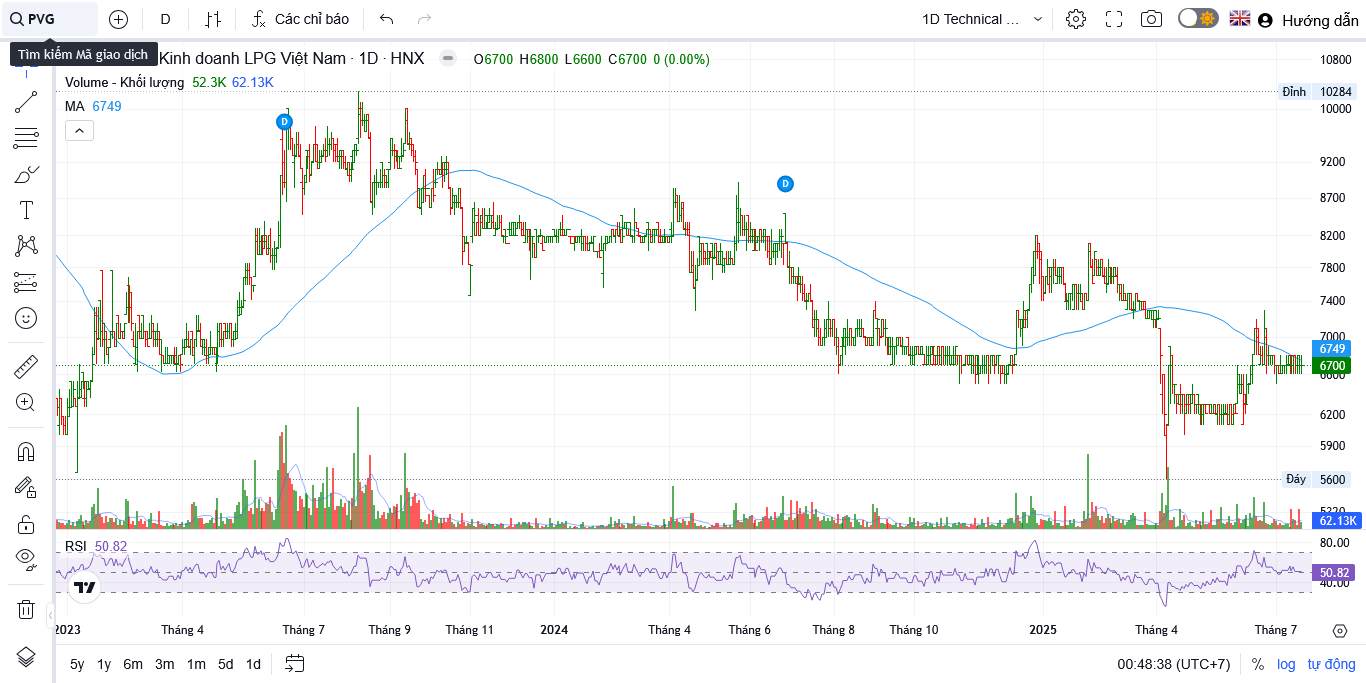 PVG
D
Các chỉ báo
1D Technical ...
Hướng dẫn
Tìm kiếm Mã giao dịch
Kinh doanh LPG Việt Nam · 1D · HNX
O6700 H6800 L6600 C6700 0 (0.00%)
Volume - Khối lượng 52.3K 62.13K
MA 6749
D
D
10800
Đỉnh 10284
10000
9200
8700
8200
7800
7400
7000
6749
6700
6200
5900
Đáy 5600
62.13K
RSI 50.82
80.00
50.82
40.00
2023 Tháng 4 Tháng 7 Tháng 9 Tháng 11 2024 Tháng 4 Tháng 6 Tháng 8 Tháng 10 2025 Tháng 4 Tháng 7
5y 1y 6m 3m 1m 5d 1d
00:48:38 (UTC+7) % log tự động